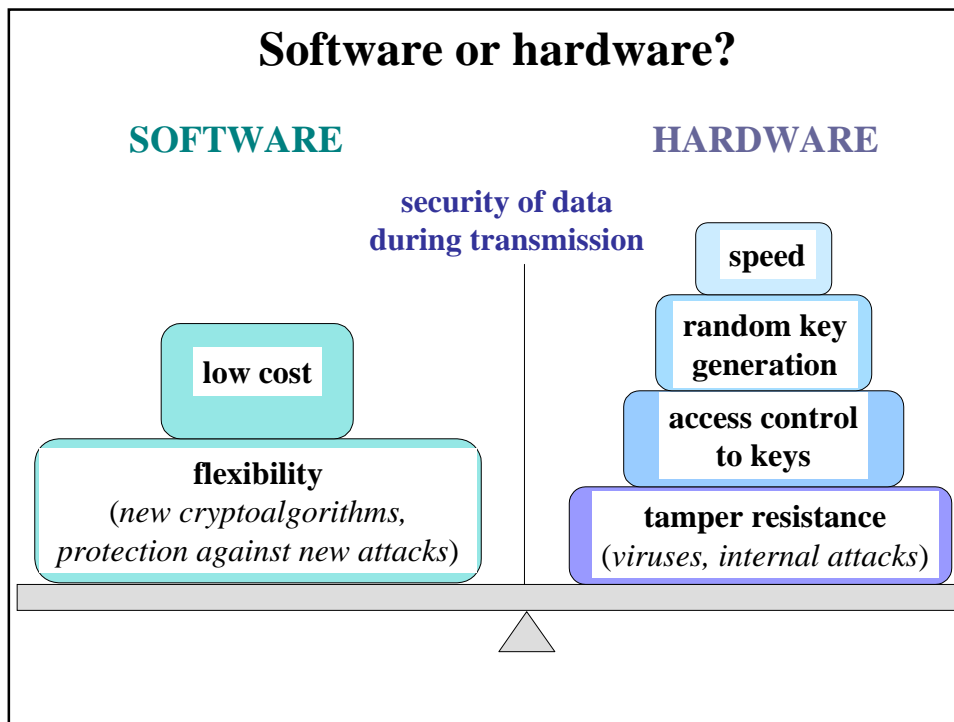 Software or hardware?
SOFTWARE
HARDWARE
security of data
during transmission
low cost
flexibility
(new cryptoalgorithms,
protection against new attacks)
speed
random key
generation
access control
to keys
tamper resistance
(viruses, internal attacks)